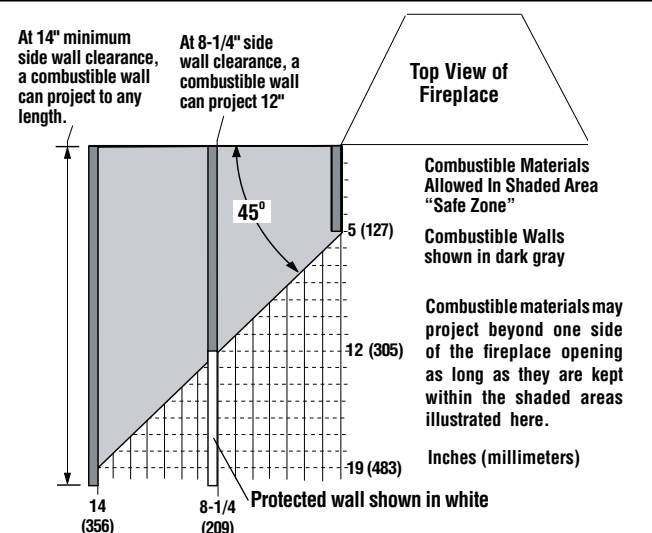 At 14" minimum
side wall clearance,
a combustible wall
can project to any
length.
At 8-1/4" side
wall clearance, a
combustible wall
can project 12"
Top View of
Fireplace
45°
5 (127)
12 (305)
19 (483)
Combustible Materials
Allowed In Shaded Area
“Safe Zone”
Combustible Walls
shown in dark gray
Combustible materials may
project beyond one side
of the fireplace opening
as long as they are kept
within the shaded areas
illustrated here.
Inches (millimeters)
14
(356)
8-1/4
(209)
Protected wall shown in white